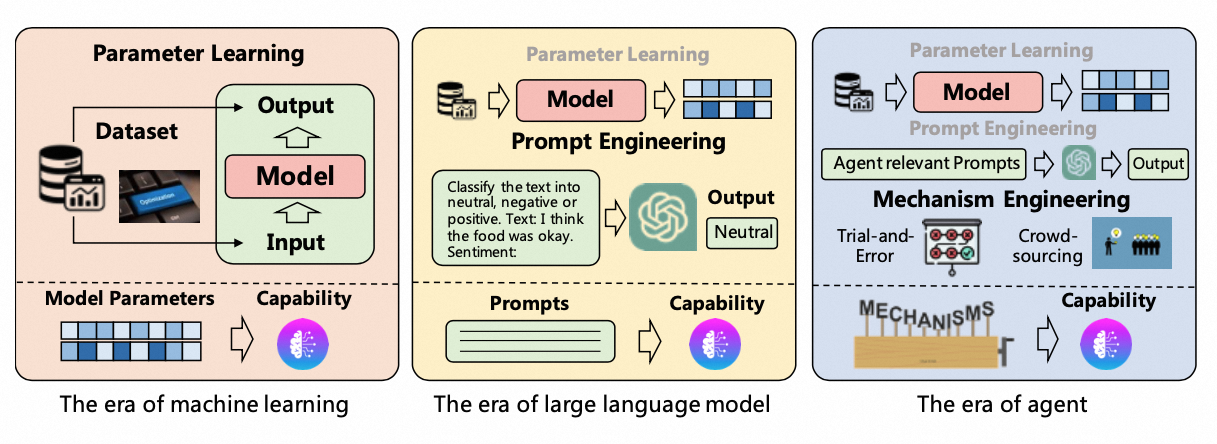 Parameter Learning
Output
Dataset
Model
Optimization
Input
Model Parameters
Capability
The era of machine learning
Parameter Learning
Model
Prompt Engineering
Classify the text into
neutral, negative or
positive. Text: I think
the food was okay.
Sentiment:
Output
Neutral
Prompts
Capability
The era of large language model
Parameter Learning
Model
Prompt Engineering
Agent relevant Prompts
Output
Mechanism Engineering
Trial-and-
Error
Crowd-
sourcing
MECHANISMS
Capability
The era of agent